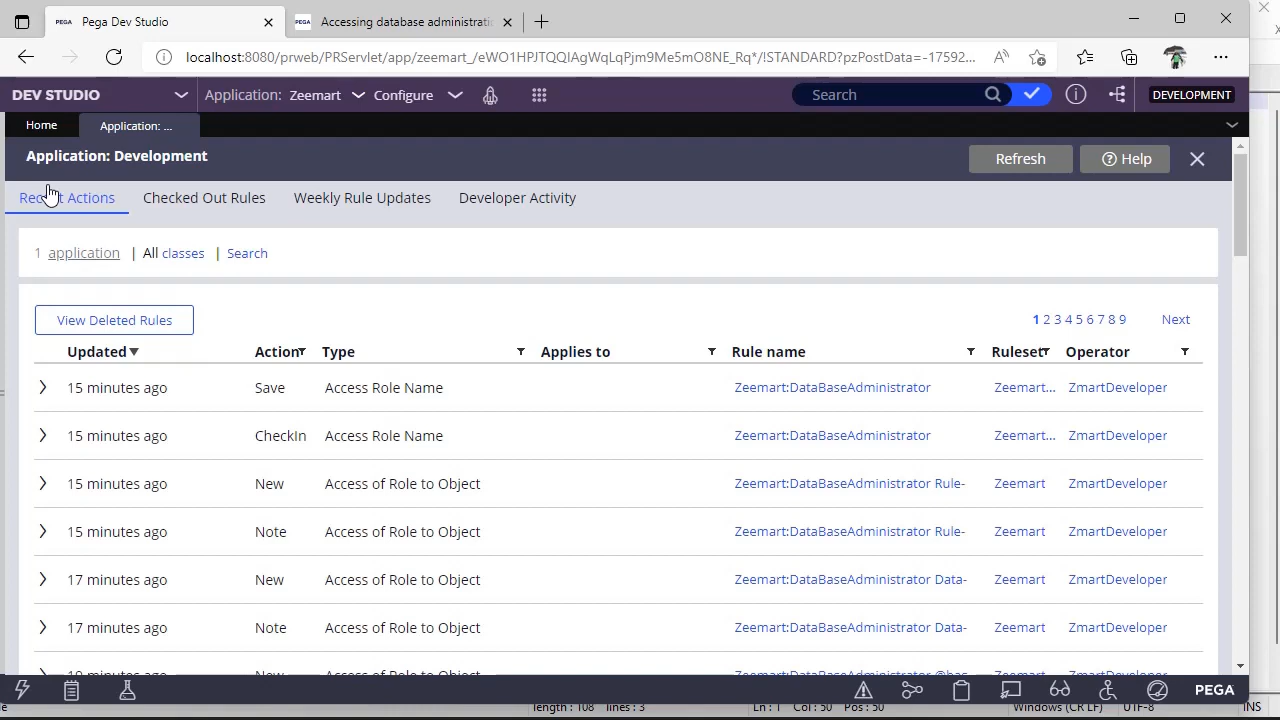 PEGA Pega Dev Studio
PEGA Accessing database administrati
localhost:8080/prweb/PRServlet/app/zeemart_/eWO1HPJTQQIAgWqLqPjm9Me5mO8NE_Rq*/!STANDARD?pzPostData=-17592...
DEV STUDIO Application: Zeemart Configure Search DEVELOPMENT
Home Application: ...
Application: Development Refresh Help
Recent Actions Checked Out Rules Weekly Rule Updates Developer Activity
1 application | All classes | Search
View Deleted Rules 1 2 3 4 5 6 7 8 9 Next
Updated Action Type Applies to Rule name Ruleset Operator
15 minutes ago Save Access Role Name Zeemart:DataBaseAdministrator Zeemart... ZmartDeveloper
15 minutes ago CheckIn Access Role Name Zeemart:DataBaseAdministrator Zeemart... ZmartDeveloper
15 minutes ago New Access of Role to Object Zeemart:DataBaseAdministrator Rule- Zeemart ZmartDeveloper
15 minutes ago Note Access of Role to Object Zeemart:DataBaseAdministrator Rule- Zeemart ZmartDeveloper
17 minutes ago New Access of Role to Object Zeemart:DataBaseAdministrator Data- Zeemart ZmartDeveloper
17 minutes ago Note Access of Role to Object Zeemart:DataBaseAdministrator Data- Zeemart ZmartDeveloper
PEGA
length : 108 lines : 3 Ln : 1 Pos : 50 Windows (CR LF) UTF-8 INS